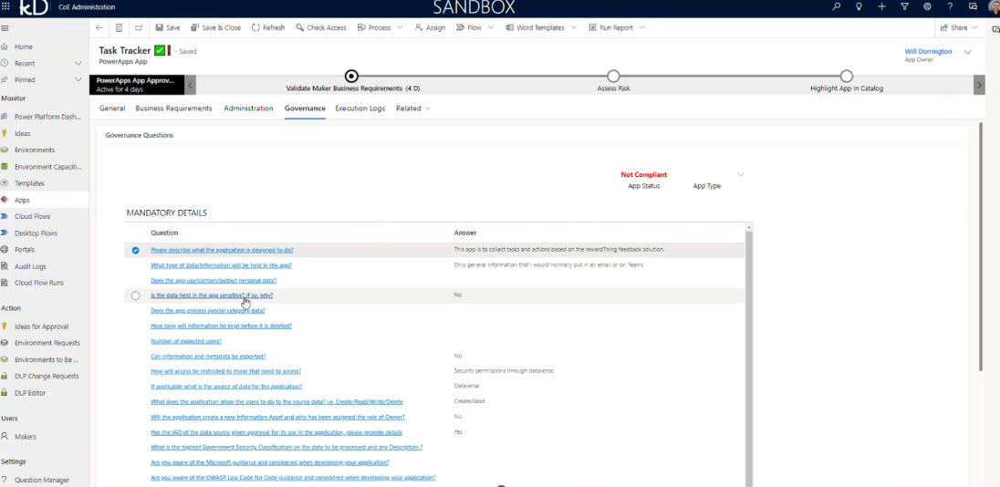 kD CoE Administration SANDBOX
Save Save & Close Refresh Check Access Process Assign Flow Word Templates Run Report Share
Home
Recent
Pinned
Monitor
Power Platform Dash...
Ideas
Environments
Environment Capaciti...
Templates
Apps
Cloud Flows
Desktop Flows
Portals
Audit Logs
Cloud Flow Runs
Action
Ideas for Approval
Environment Requests
Environments to be ...
DLP Change Requests
DLP Editor
Users
Makers
Settings
Question Manager
Task Tracker - Saved
PowerApps App
Will Dorrington
App Owner
PowerApps App Approv...
Active for 4 days
Validate Maker Business Requirements (4 D)
Assess Risk
Highlight App in Catalog
General Business Requirements Administration Governance Execution Logs Related
Governance Questions
Not Compliant
App Status App Type
MANDATORY DETAILS
Question Answer
Please describe what the application is designed to do? This app is to collect tasks and actions based on the rewardThing feedback solution.
What type of data/information will be held in the app? Only general information that I would normally put in an email or on Teams
Does the app use/contain/output personal data?
Is the data held in the app sensitive? If so, why? No
Does the app process special category data?
How long will information be kept before it is deleted?
Number of expected users?
Can information and metadata be exported? No
How will access be restricted to those that need to access? Security permissions through dataverse.
If applicable what is the source of data for the application? Dataverse
What does the application allow the users to do to the source data? i.e. Create/Read/Write/Delete Create/Read
Will the application create a new Information Asset and who has been assigned the role of Owner? No
Has the IAO of the data source given approval for its use in the application, please provide details Yes
What is the highest Government Security Classification on the data to be processed and any Descriptors ?
Are you aware of the Microsoft guidance and considered when developing your application?
Are you aware of the OWASP Low Code No Code guidance and considered when developing your application?